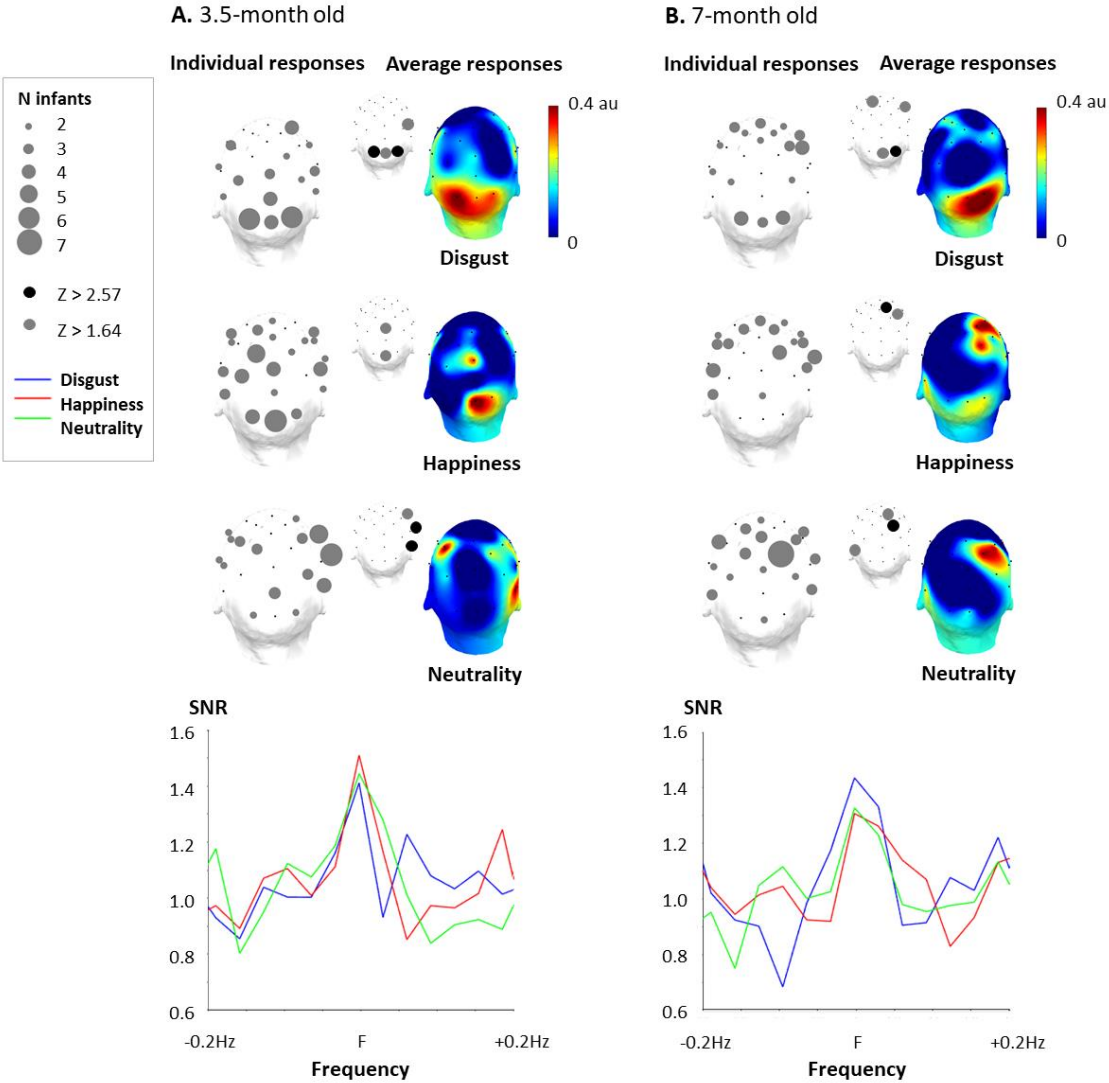 A. 3.5-month old
B. 7-month old
Individual responses
Average responses
Individual responses
Average responses
N infants
2
3
4
5
6
7
Z > 2.57
Z > 1.64
Disgust
Happiness
Neutrality
0.4 au
0
Disgust
0.4 au
0
Disgust
Happiness
Happiness
Neutrality
Neutrality
SNR
1.6
1.4
1.2
1.0
0.8
0.6
-0.2Hz
F
+0.2Hz
Frequency
SNR
1.6
1.4
1.2
1.0
0.8
0.6
-0.2Hz
F
+0.2Hz
Frequency